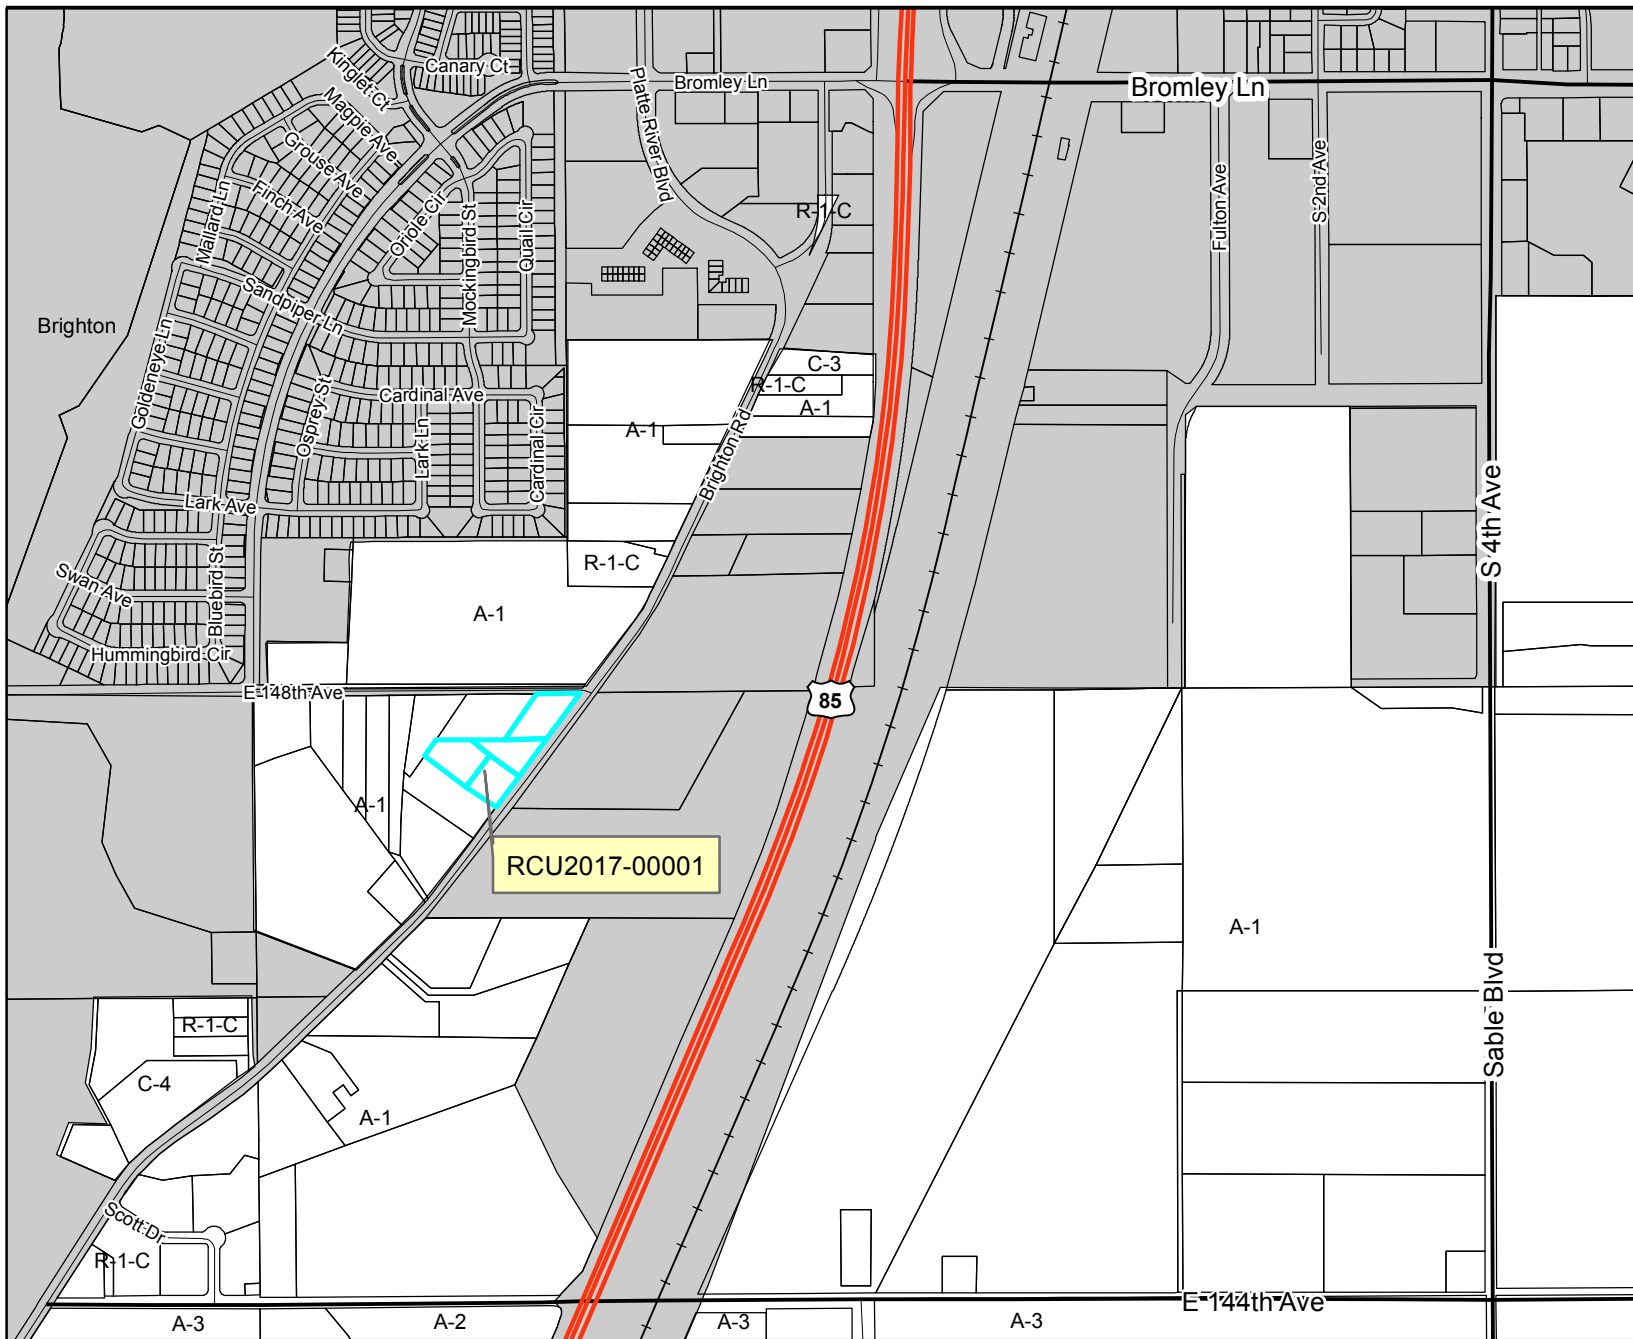 Canary Ct
Kinglet Ct
Bromley Ln
Bromley Ln
Platte River Blvd
Magpie Ave
Grouse Ave
Finch Ave
Mallard Ln
Oriole Cir
Mockingbird St
Quail Cir
R-1-C
Fulton Ave
S 2nd Ave
Brighton
Sandpiper Ln
Goldeneye Ln
C-3
R-1-C
A-1
Osprey St
Cardinal Ave
Lark Ln
Cardinal Cir
A-1
Brighton Rd
Lark Ave
S 4th Ave
R-1-C
Swan Ave
Bluebird St
A-1
Hummingbird Cir
E 148th Ave
85
A-1
RCU2017-00001
A-1
Sable Blvd
R-1-C
C-4
A-1
Scott Dr
R-1-C
E 144th Ave
A-3
A-2
A-3
A-3